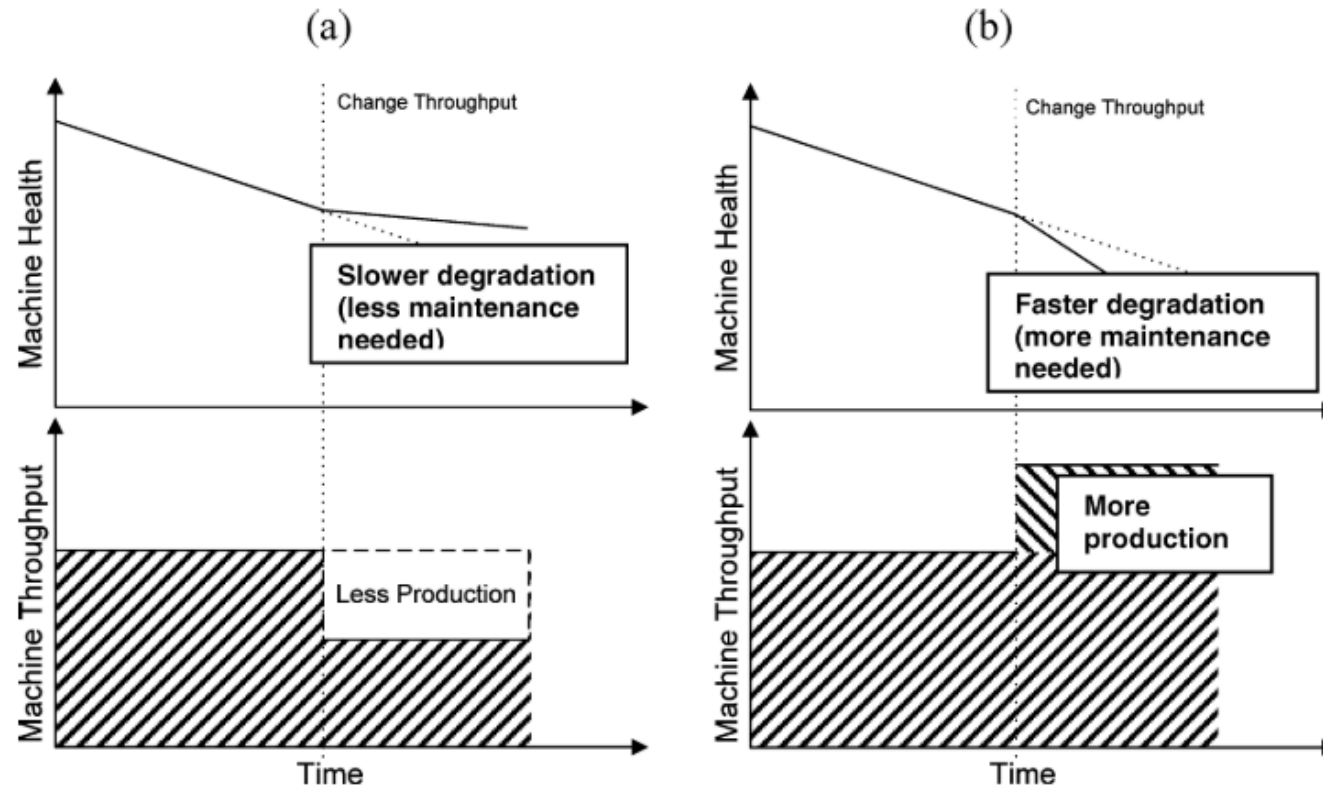 (a)
Change Throughput
Machine Health
Slower degradation
(less maintenance
needed)
Machine Throughput
Less Production
Time
(b)
Change Throughput
Machine Health
Faster degradation
(more maintenance
needed)
Machine Throughput
More
production
Time